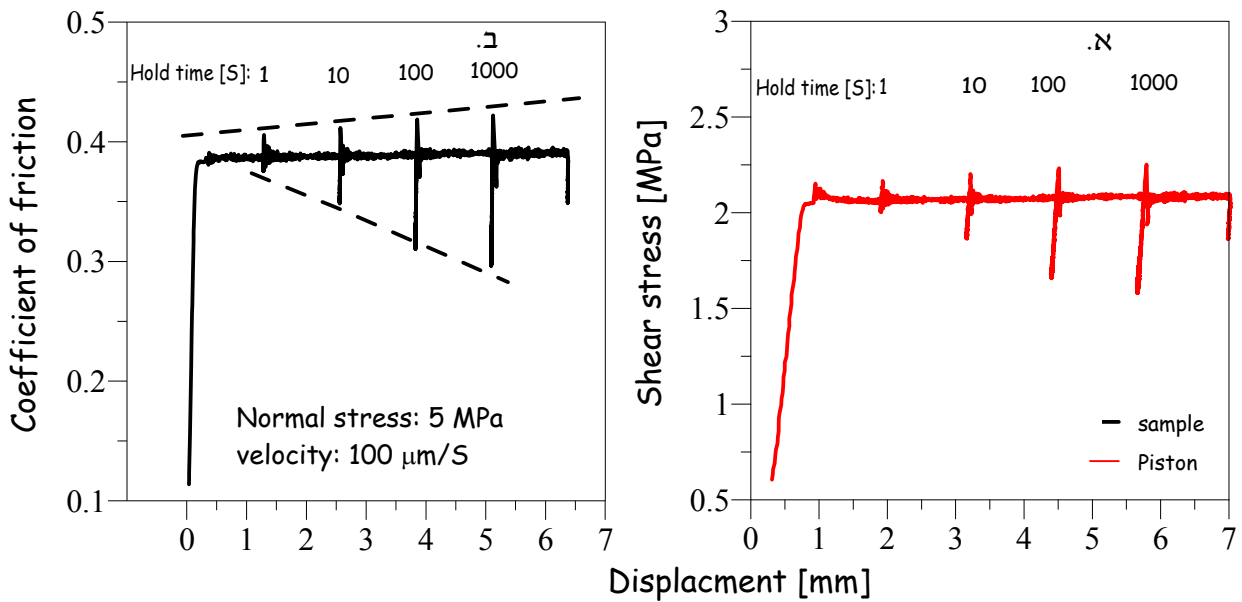 0.5
0.4
0.3
0.2
0.1
Coefficient of friction
ב.
Hold time [S]: 1 10 100 1000
Normal stress: 5 MPa
velocity: 100 μm/S
0 1 2 3 4 5 6 7
3
2.5
2
1.5
1
0.5
Shear stress [MPa]
א.
Hold time [S]: 1 10 100 1000
sample
Piston
0 1 2 3 4 5 6 7
Displacment [mm]